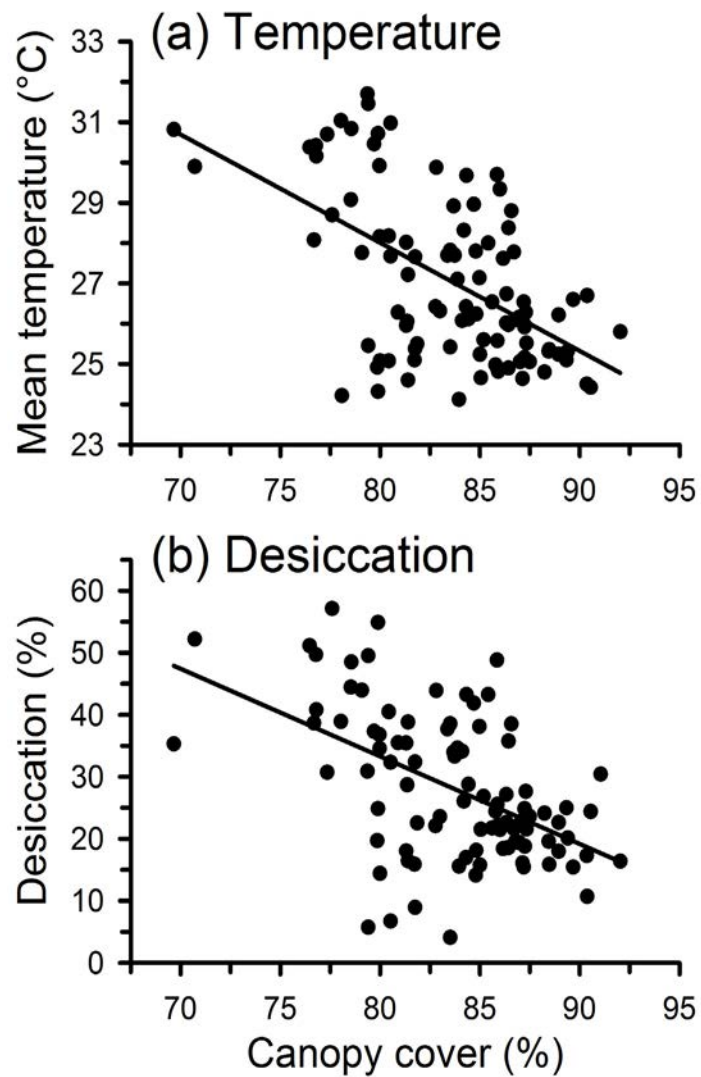 (a) Temperature
Mean temperature (°C)
33
31
29
27
25
23
70 75 80 85 90 95
(b) Desiccation
Desiccation (%)
60
50
40
30
20
10
0
70 75 80 85 90 95
Canopy cover (%)